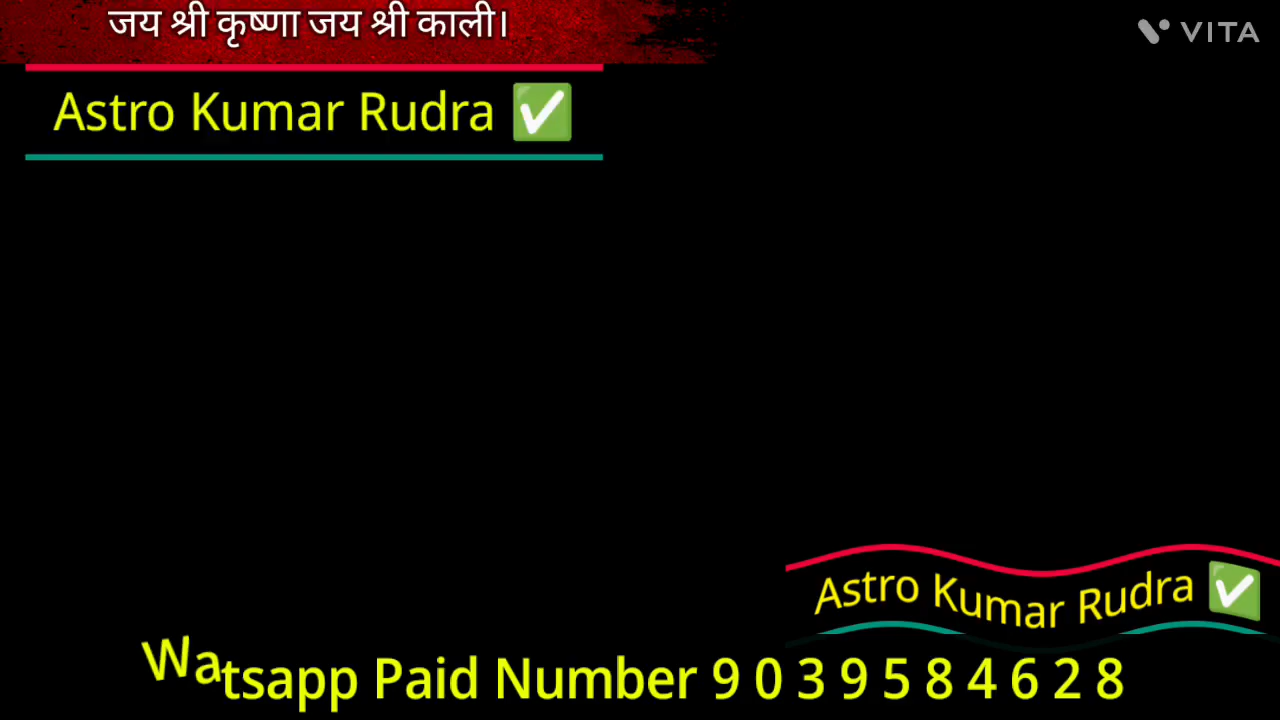 जय श्री कृष्णा जय श्री काली।
VITA
Astro Kumar Rudra ✅
Astro Kumar Rudra ✅
Watsapp Paid Number 9 0 3 9 5 8 4 6 2 8